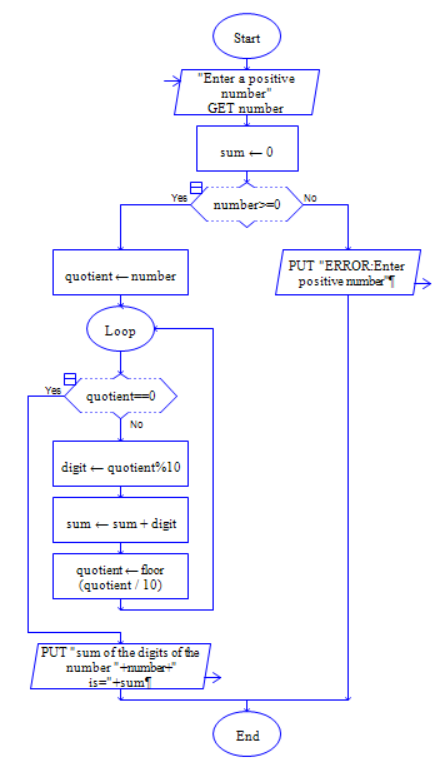 Start
"Enter a positive
number"
GET number
sum ← 0
Yes
number>=0
No
quotient ← number
PUT "ERROR:Enter
positive number"¶
Loop
Yes
quotient==0
No
digit ← quotient%10
sum ← sum + digit
quotient ← floor
(quotient / 10)
PUT "sum of the digits of the
number "+number+"
is="+sum¶
End